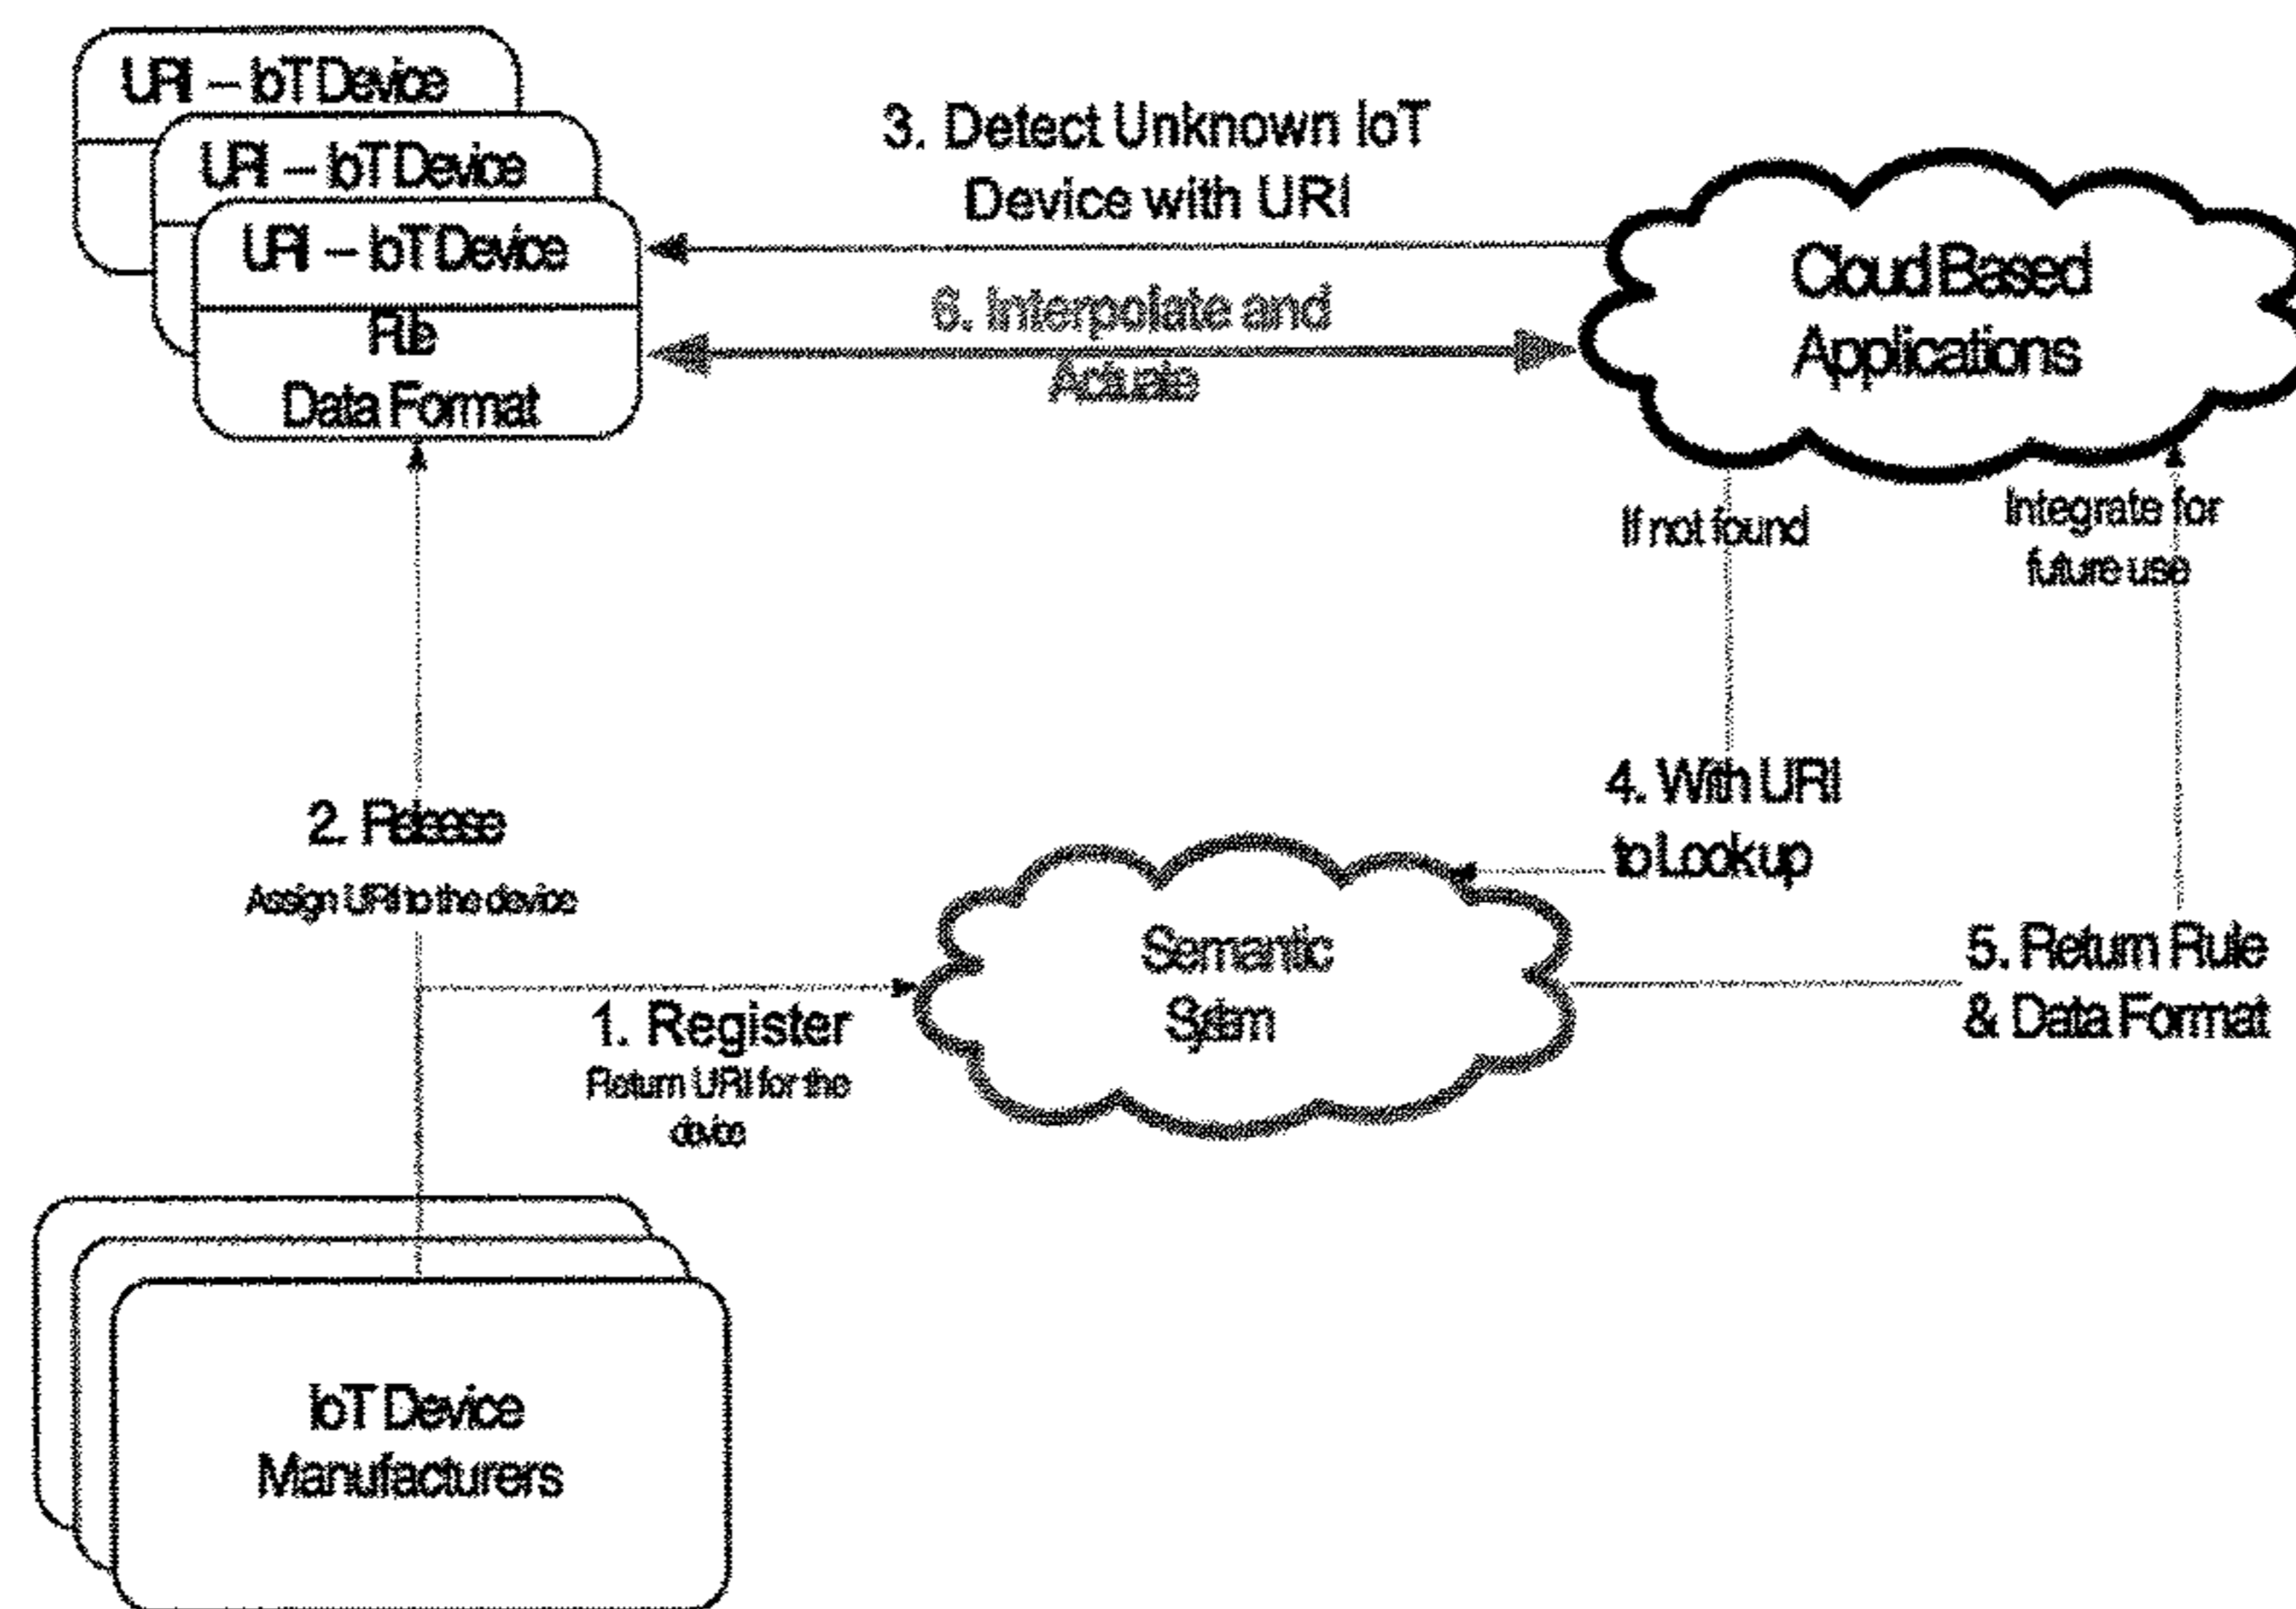 URI – IoT Device
URI – IoT Device
URI – IoT Device
Rule
Data Format
3. Detect Unknown IoT
Device with URI
6. Interpolate and
Actuate
Cloud Based
Applications
If not found
Integrate for
future use
2. Release
Assign URI to the device
4. With URI
to Lookup
Semantic
System
5. Return Rule
& Data Format
1. Register
Return URI for the
device
IoT Device
Manufacturers